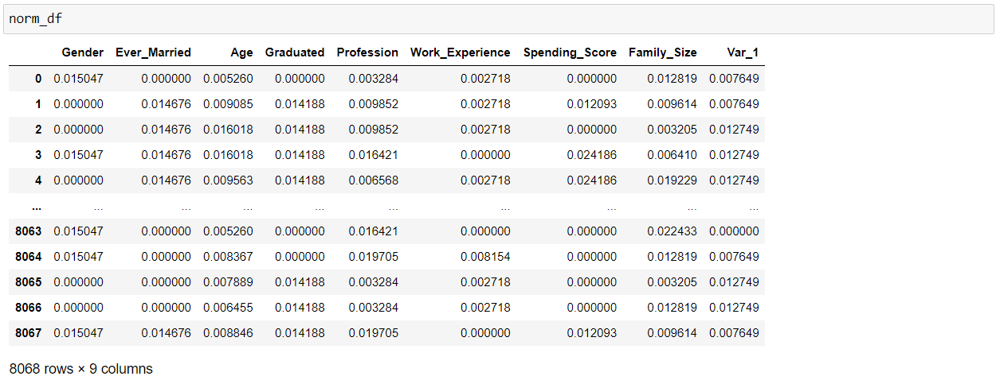 norm_df
Gender Ever_Married Age Graduated Profession Work_Experience Spending_Score Family_Size Var_1
0 0.015047 0.000000 0.005260 0.000000 0.003284 0.002718 0.000000 0.012819 0.007649
1 0.000000 0.014676 0.009085 0.014188 0.009852 0.002718 0.012093 0.009614 0.007649
2 0.000000 0.014676 0.016018 0.014188 0.009852 0.002718 0.000000 0.003205 0.012749
3 0.015047 0.014676 0.016018 0.014188 0.016421 0.000000 0.024186 0.006410 0.012749
4 0.000000 0.014676 0.009563 0.014188 0.006568 0.002718 0.024186 0.019229 0.012749
... ... ... ... ... ... ... ... ... ...
8063 0.015047 0.000000 0.005260 0.000000 0.016421 0.000000 0.000000 0.022433 0.000000
8064 0.015047 0.000000 0.008367 0.000000 0.019705 0.008154 0.000000 0.012819 0.007649
8065 0.000000 0.000000 0.007889 0.014188 0.003284 0.002718 0.000000 0.003205 0.012749
8066 0.000000 0.000000 0.006455 0.014188 0.003284 0.002718 0.000000 0.012819 0.012749
8067 0.015047 0.014676 0.008846 0.014188 0.019705 0.000000 0.012093 0.009614 0.007649
8068 rows × 9 columns